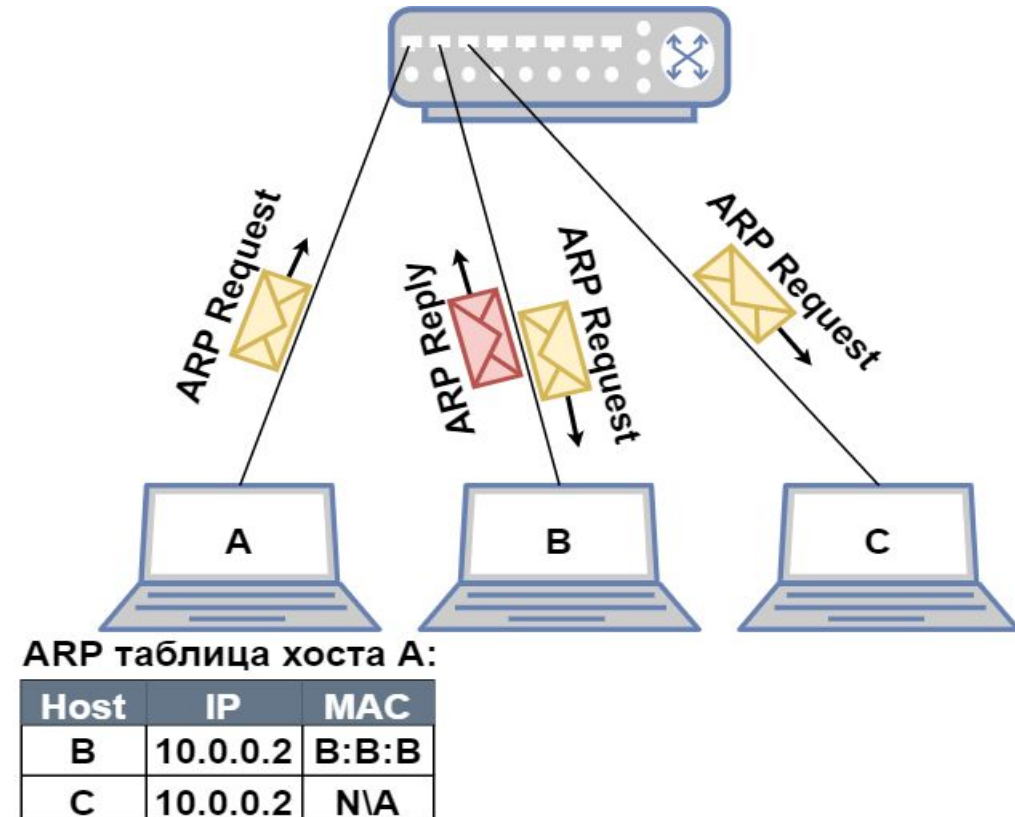 ARP Request
ARP Reply
ARP Request
ARP Request
A
B
C
ARP таблица хоста А:
Host IP MAC
B 10.0.0.2 B:B:B
C 10.0.0.2 N\A